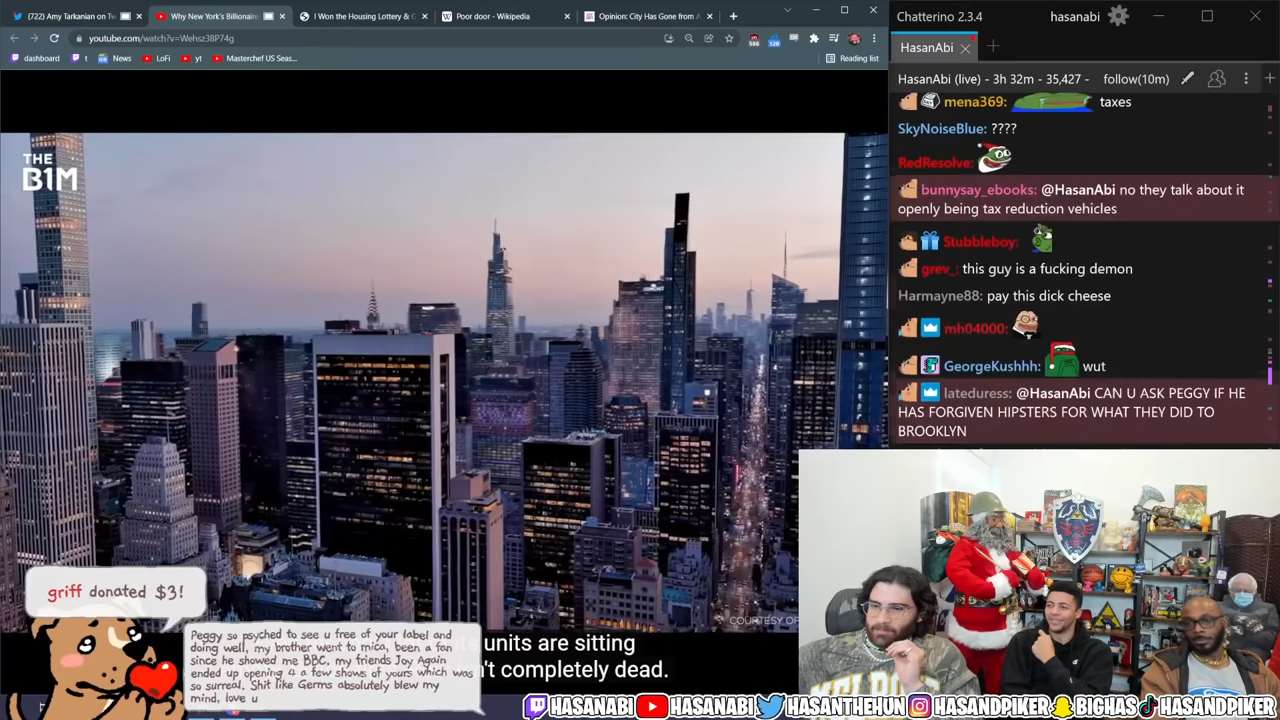 (722) Amy Tarkanian on Tw
Why New York's Billionaire
I Won the Housing Lottery & G
Poor door - Wikipedia
Opinion: City Has Gone from A
youtube.com/watch?v=Wehsz38P74g
586
120
dashboard
t
News
LoFi
yt
Masterchef US Seas...
Reading list
THE
B1M
COURTESY OF
units are sitting
n't completely dead.
griff donated $3!
Peggy so psyched to see u free of your label and
doing well, my brother went to mica, been a fan
since he showed me BBC, my friends Joy Again
ended up opening 4 a few shows of yours which was
so surreal. Shit like Germs absolutely blew my
mind, love u
Chatterino 2.3.4
hasanabi
HasanAbi
HasanAbi (live) - 3h 32m - 35,427 -
follow(10m)
mena369: taxes
SkyNoiseBlue: ????
RedResolve:
bunnysay_ebooks: @HasanAbi no they talk about it
openly being tax reduction vehicles
Stubbleboy:
grev_: this guy is a fucking demon
Harmayne88: pay this dick cheese
mh04000:
GeorgeKushhh: wut
lateduress: @HasanAbi CAN U ASK PEGGY IF HE
HAS FORGIVEN HIPSTERS FOR WHAT THEY DID TO
BROOKLYN
HASANABI
HASANABI
HASANTHEHUN
HASANDPIKER
BIGHAS
HASANDPIKER